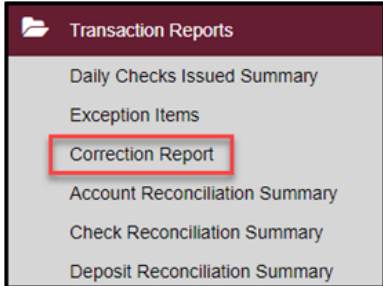 Transaction Reports
Daily Checks Issued Summary
Exception Items
Correction Report
Account Reconciliation Summary
Check Reconciliation Summary
Deposit Reconciliation Summary